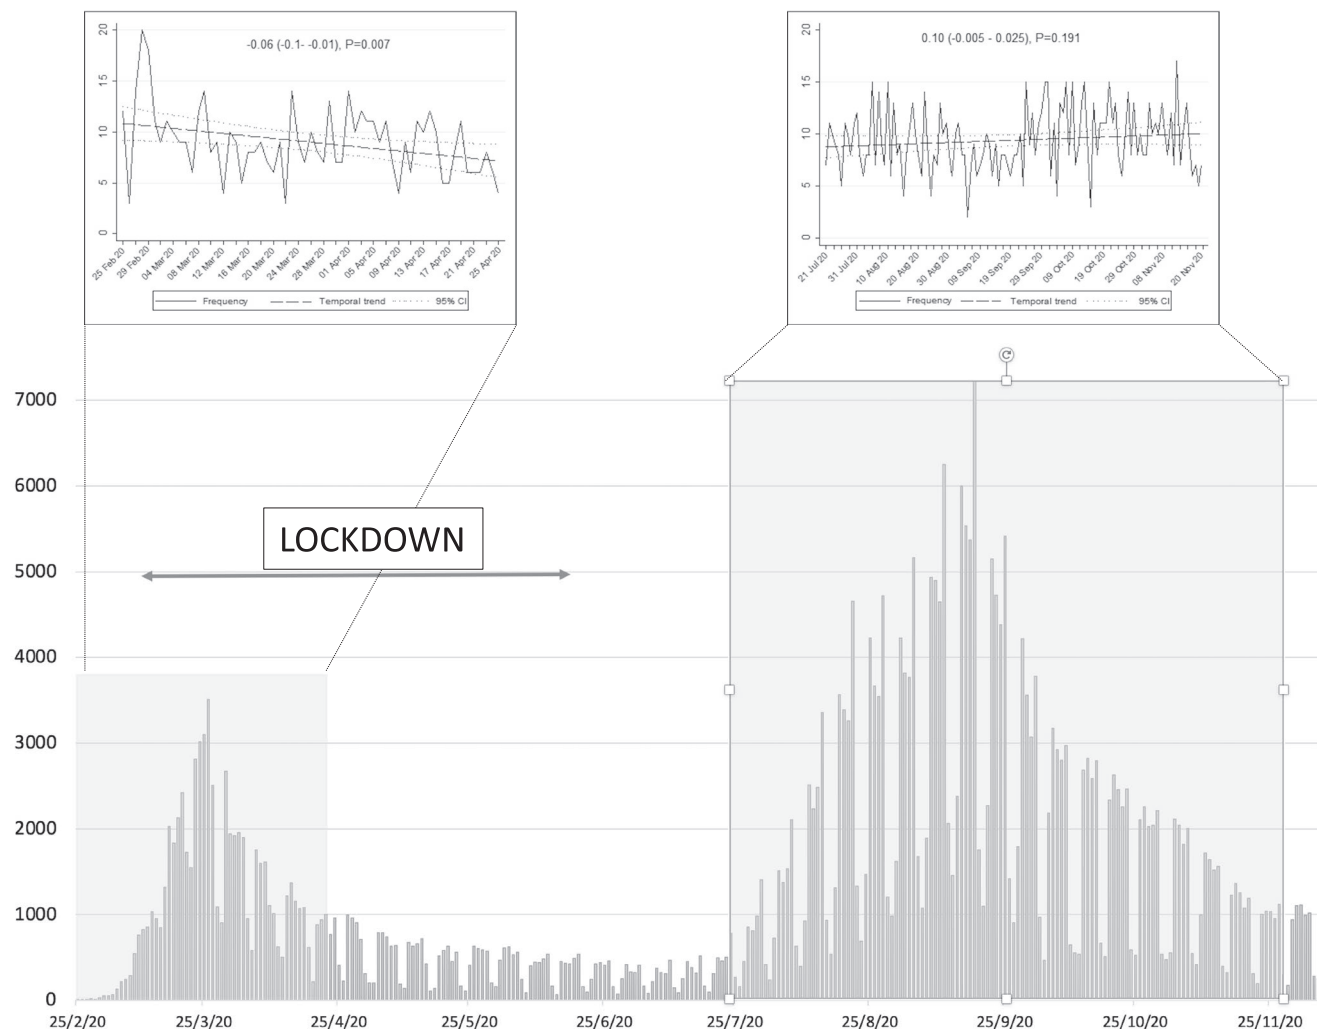 -0.06 (-0.1- -0.01), P=0.007
20
15
10
5
0
25 Feb 20
29 Feb 20
04 Mar 20
08 Mar 20
12 Mar 20
16 Mar 20
20 Mar 20
24 Mar 20
28 Mar 20
01 Apr 20
05 Apr 20
09 Apr 20
13 Apr 20
17 Apr 20
21 Apr 20
25 Apr 20
Frequency Temporal trend 95% CI
0.10 (-0.005 - 0.025), P=0.191
20
15
10
5
0
21 Jul 20
31 Jul 20
10 Aug 20
20 Aug 20
30 Aug 20
09 Sep 20
19 Sep 20
29 Sep 20
09 Oct 20
19 Oct 20
29 Oct 20
08 Nov 20
20 Nov 20
Frequency Temporal trend 95% CI
7000
6000
LOCKDOWN
5000
4000
3000
2000
1000
0
25/2/20 25/3/20 25/4/20 25/5/20 25/6/20 25/7/20 25/8/20 25/9/20 25/10/20 25/11/20